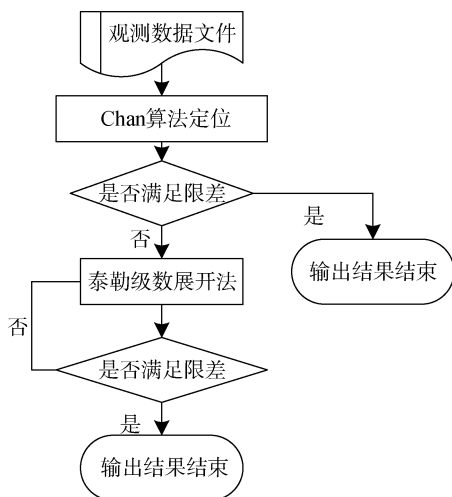 观测数据文件
Chan算法定位
是否满足限差
是
否
输出结果结束
泰勒级数展开法
否
是否满足限差
是
输出结果结束